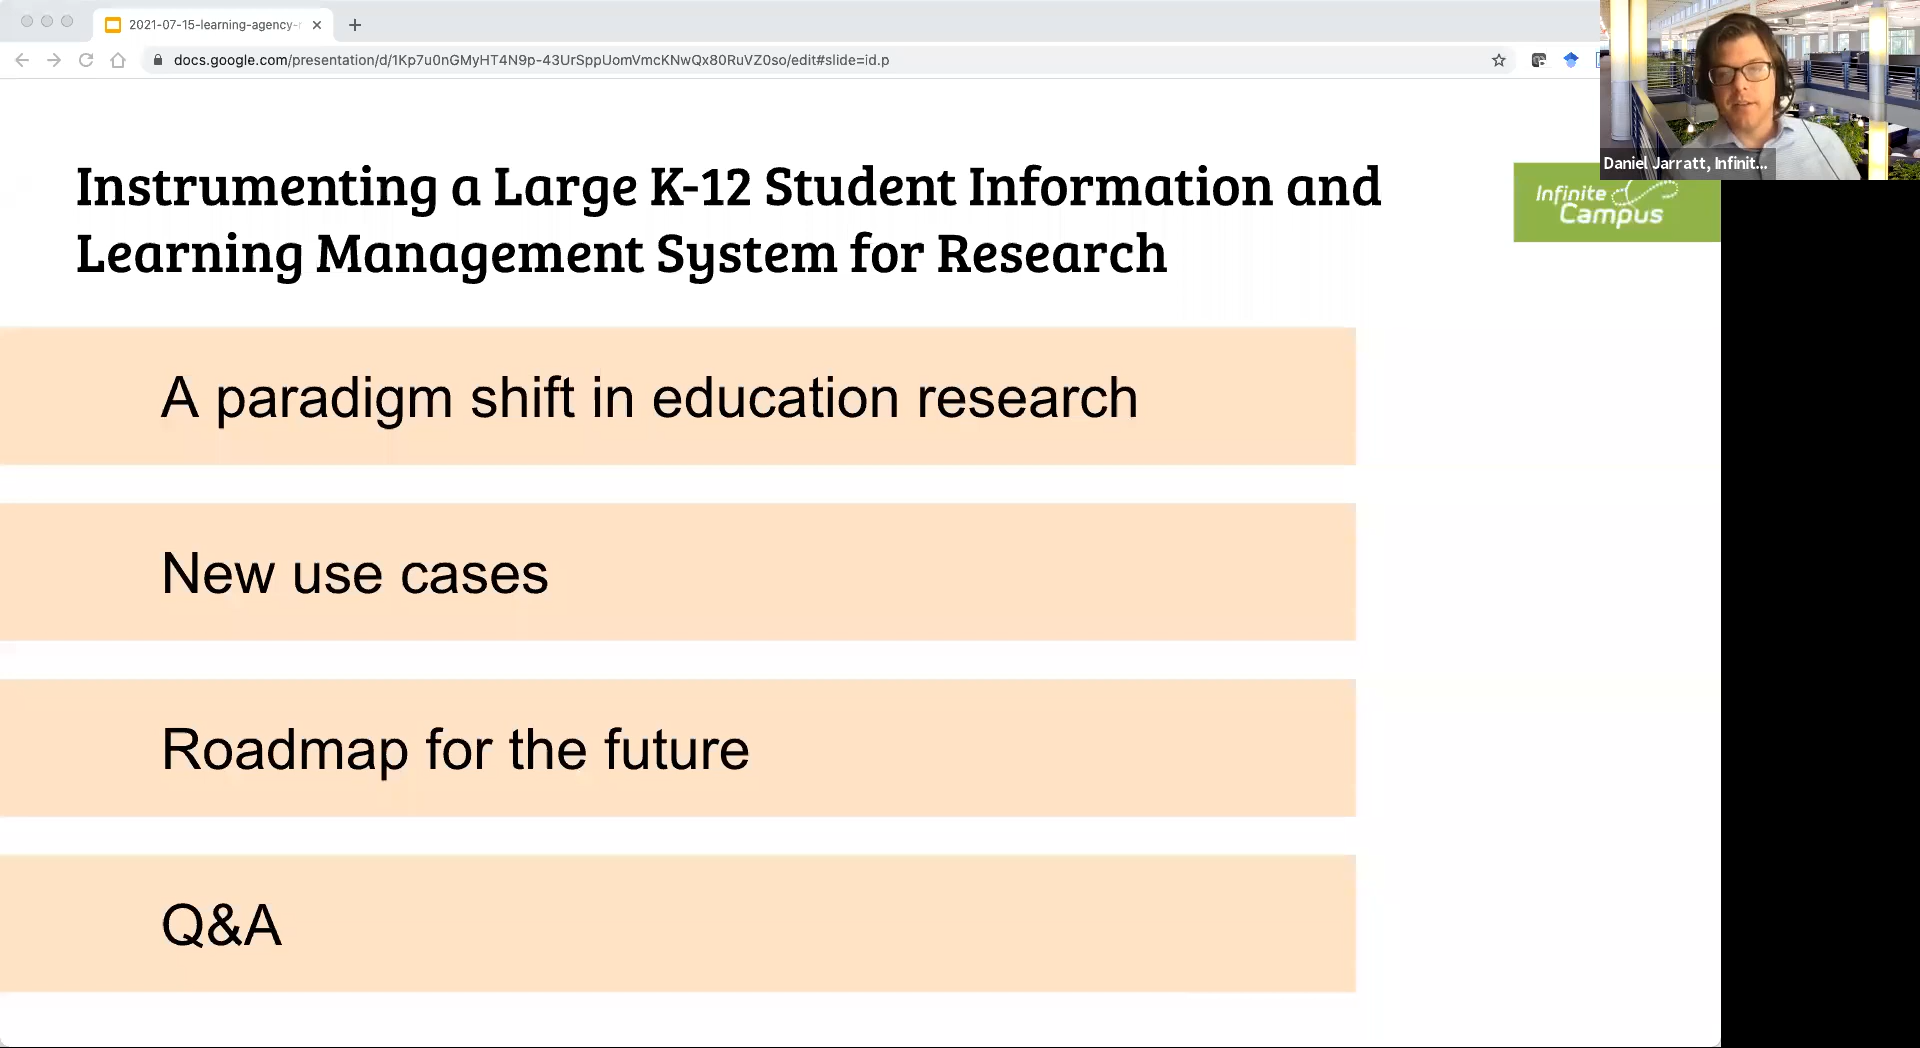 2021-07-15-learning-agency-
docs.google.com/presentation/d/1Kp7u0nGMyHT4N9p-43UrSppUomVmcKNwQx80RuVZ0so/edit#slide=id.p
Daniel Jarratt, Infinit...
Instrumenting a Large K-12 Student Information and
Learning Management System for Research
Infinite
Campus
A paradigm shift in education research
New use cases
Roadmap for the future
Q&A